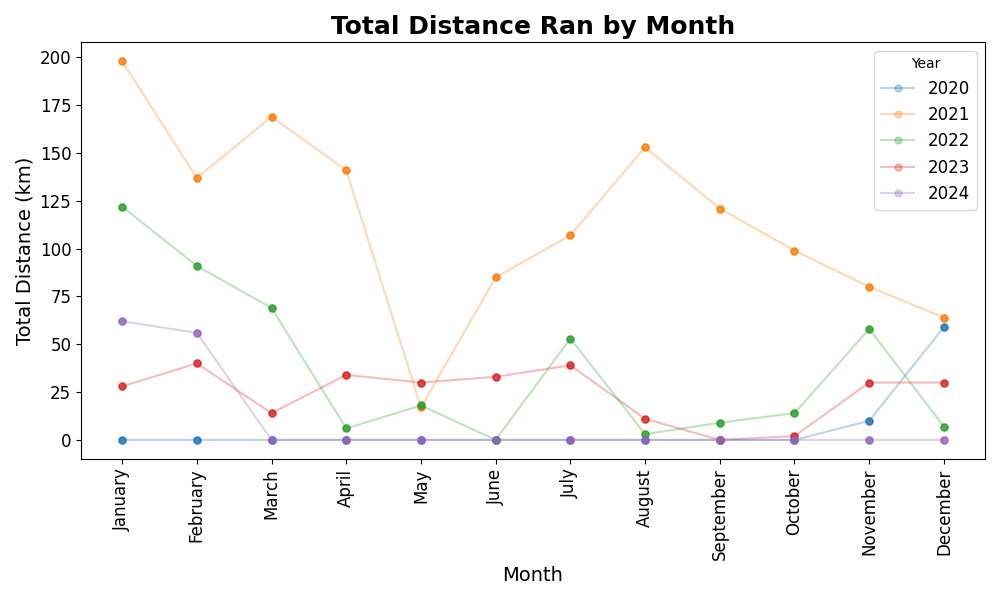 Total Distance Ran by Month
Total Distance (km)
200
175
150
125
100
75
50
25
0
Year
2020
2021
2022
2023
2024
January
February
March
April
May
June
July
August
September
October
November
December
Month